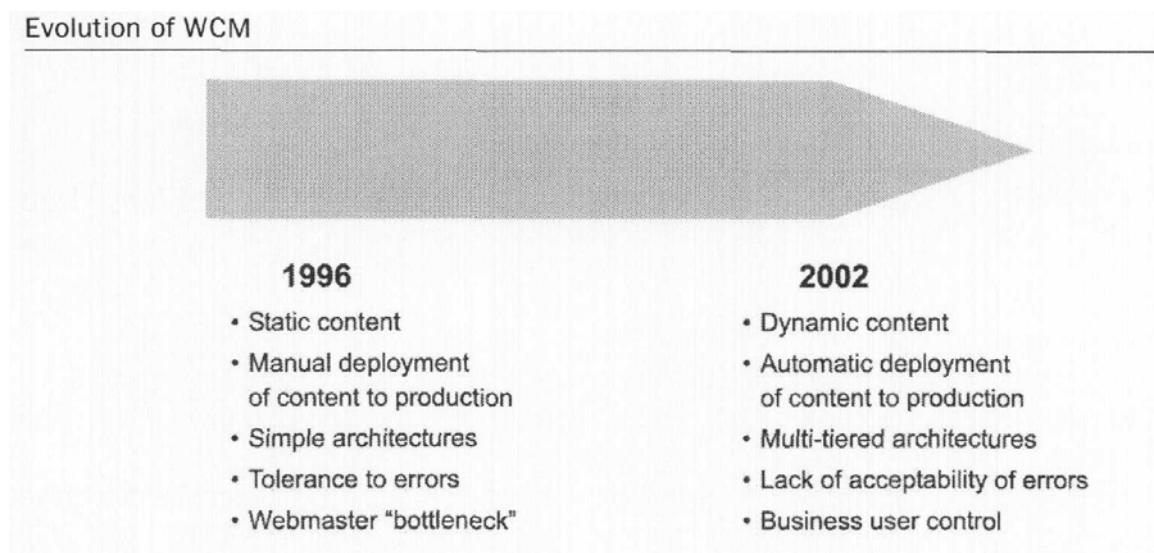 Evolution of WCM
1996
• Static content
• Manual deployment
of content to production
• Simple architectures
• Tolerance to errors
• Webmaster “bottleneck”
2002
• Dynamic content
• Automatic deployment
of content to production
• Multi-tiered architectures
• Lack of acceptability of errors
• Business user control